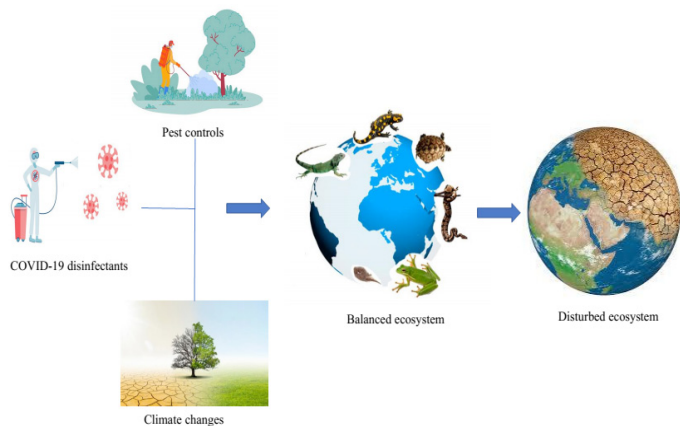 Pest controls
COVID-19 disinfectants
Balanced ecosystem
Disturbed ecosystem
Climate changes